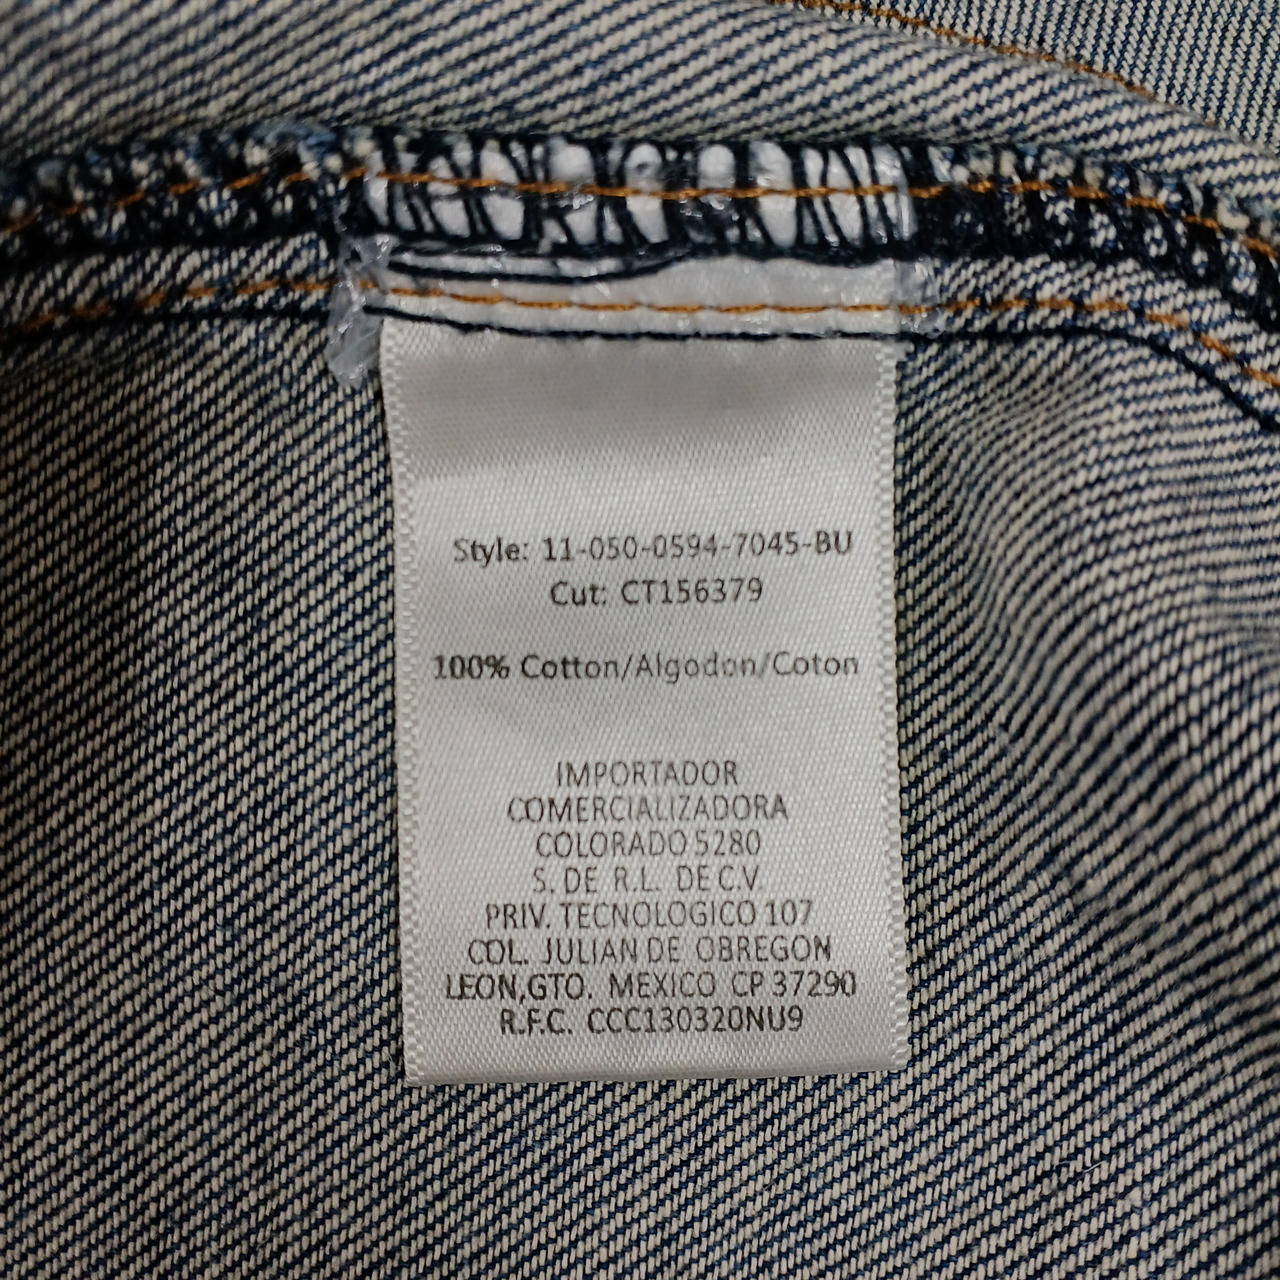 Style: 11-050-0594-7045-BU
Cut: CT156379
100% Cotton/Algodon/Coton
IMPORTADOR
COMERCIALIZADORA
COLORADO 5280
S. DE R.L. DE C.V.
PRIV. TECNOLOGICO 107
COL. JULIAN DE OBREGON
LEON,GTO. MEXICO CP 37290
R.F.C. CCC130320NU9